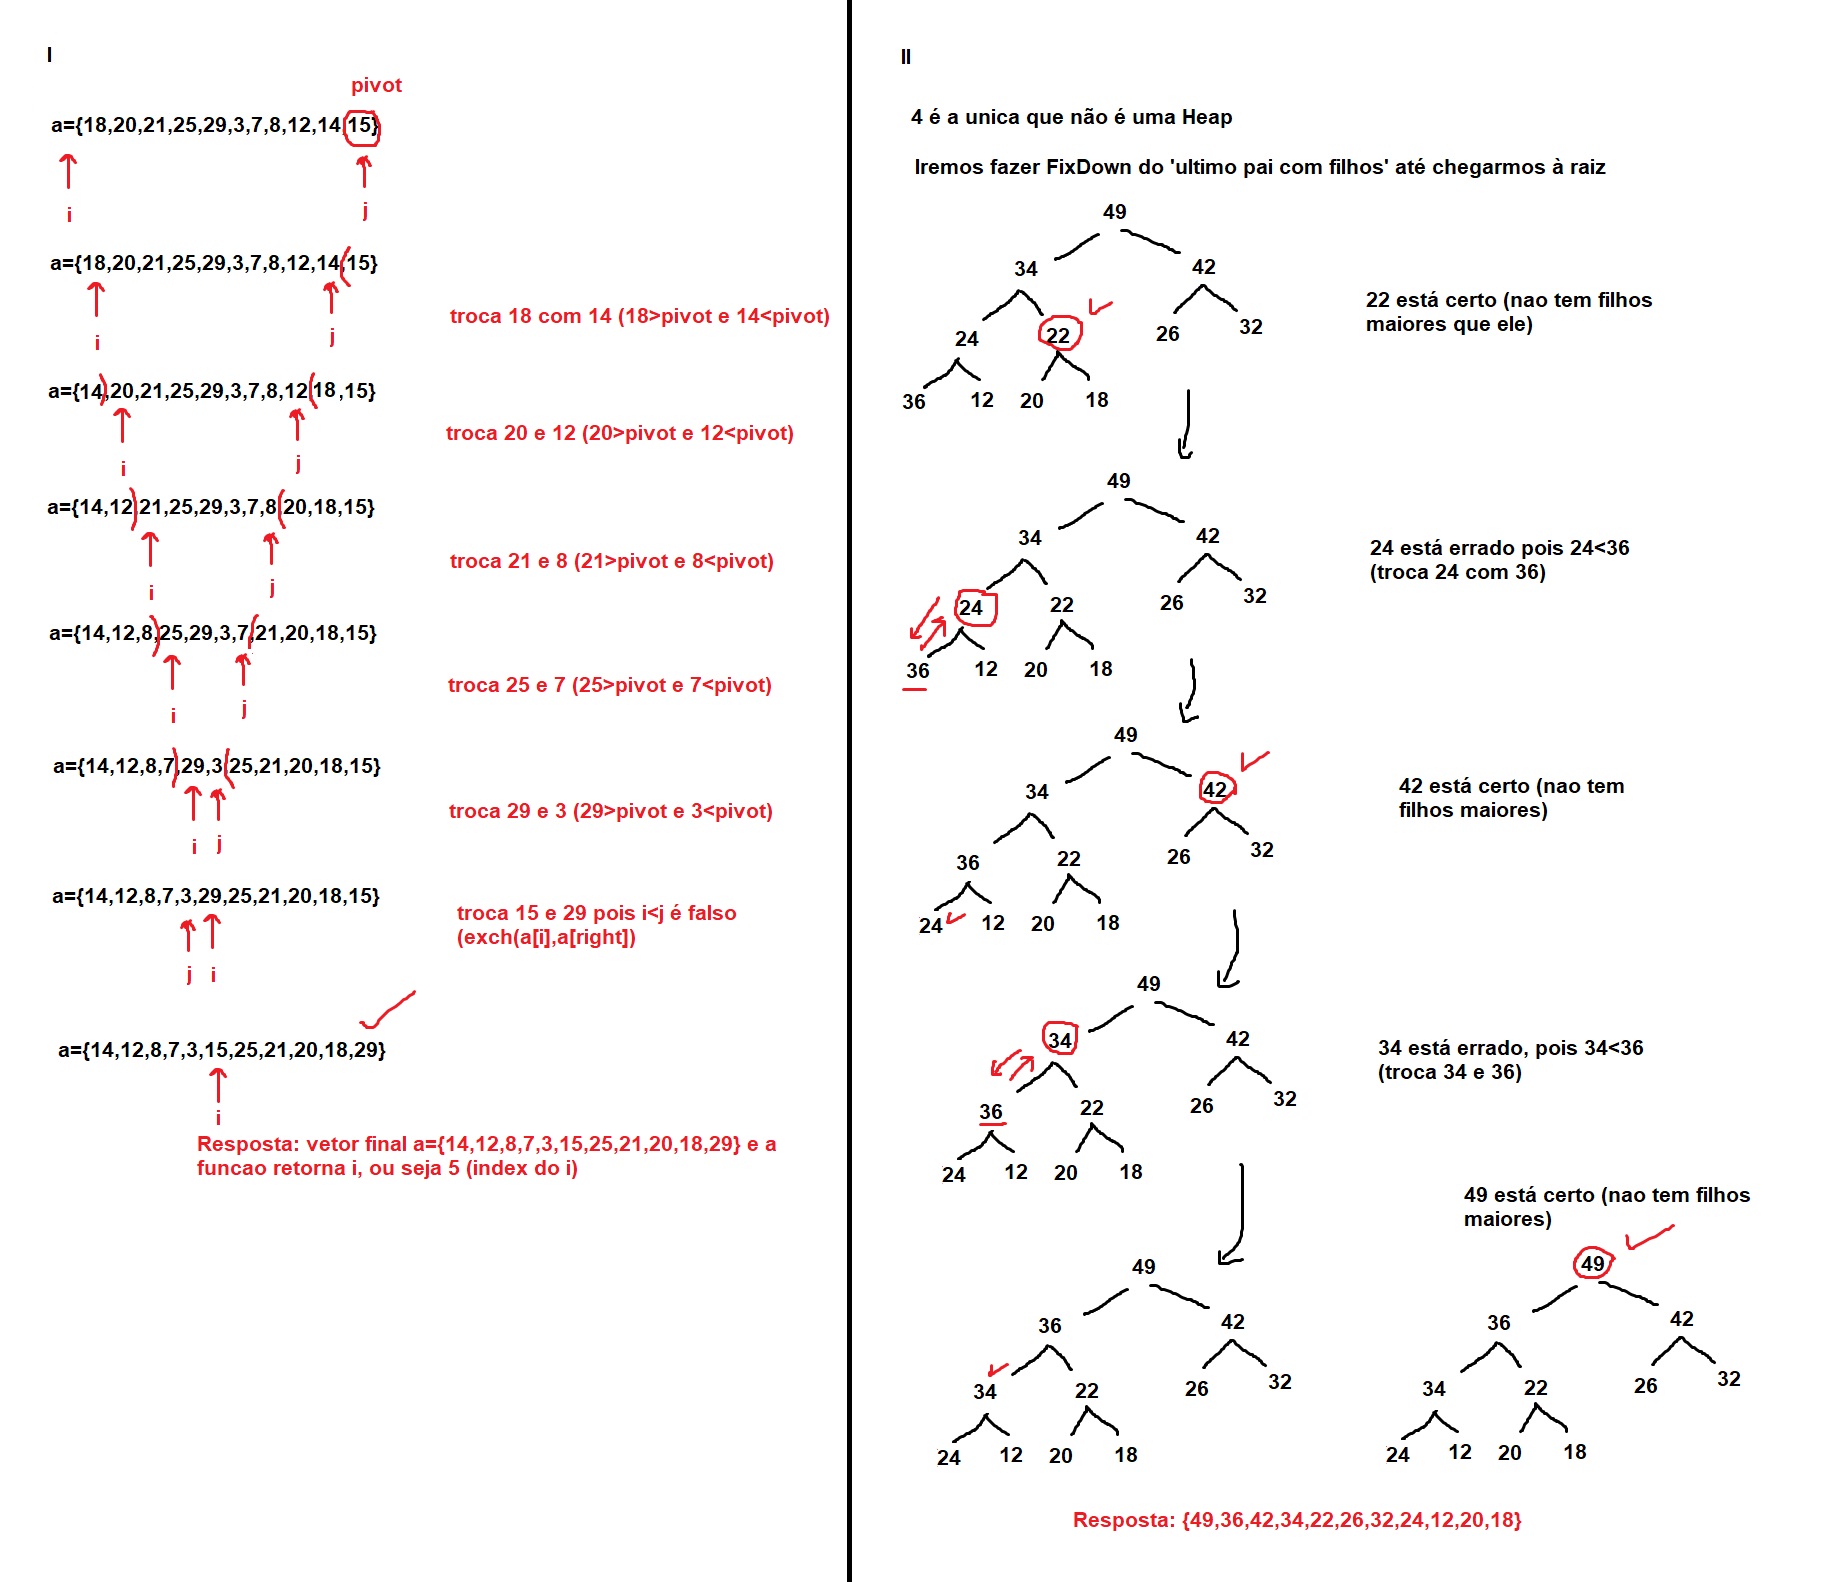 I
pivot
a={18,20,21,25,29,3,7,8,12,14,15}
i j
a={18,20,21,25,29,3,7,8,12,14,15}
troca 18 com 14 (18>pivot e 14<pivot)
i j
a={14,20,21,25,29,3,7,8,12,18 ,15}
troca 20 e 12 (20>pivot e 12<pivot)
i j
a={14,12,21,25,29,3,7,8,20,18,15}
troca 21 e 8 (21>pivot e 8<pivot)
i j
a={14,12,8,25,29,3,7,21,20,18,15}
troca 25 e 7 (25>pivot e 7<pivot)
i j
a={14,12,8,7,29,3,25,21,20,18,15}
troca 29 e 3 (29>pivot e 3<pivot)
i j
a={14,12,8,7,3,29,25,21,20,18,15}
troca 15 e 29 pois i<j é falso
(exch(a[i],a[right])
j i
a={14,12,8,7,3,15,25,21,20,18,29}
i
Resposta: vetor final a={14,12,8,7,3,15,25,21,20,18,29} e a
funcao retorna i, ou seja 5 (index do i)
II
4 é a unica que não é uma Heap
Iremos fazer FixDown do 'ultimo pai com filhos' até chegarmos à raiz
49
34 42
24 22 26 32
36 12 20 18
22 está certo (nao tem filhos
maiores que ele)
49
34 42
24 22 26 32
36 12 20 18
24 está errado pois 24<36
(troca 24 com 36)
49
34 42
36 22 26 32
24 12 20 18
42 está certo (nao tem
filhos maiores)
49
34 42
36 22 26 32
24 12 20 18
34 está errado, pois 34<36
(troca 34 e 36)
49
36 42
34 22 26 32
24 12 20 18
49 está certo (nao tem filhos
maiores)
49
36 42
34 22 26 32
24 12 20 18
Resposta: {49,36,42,34,22,26,32,24,12,20,18}